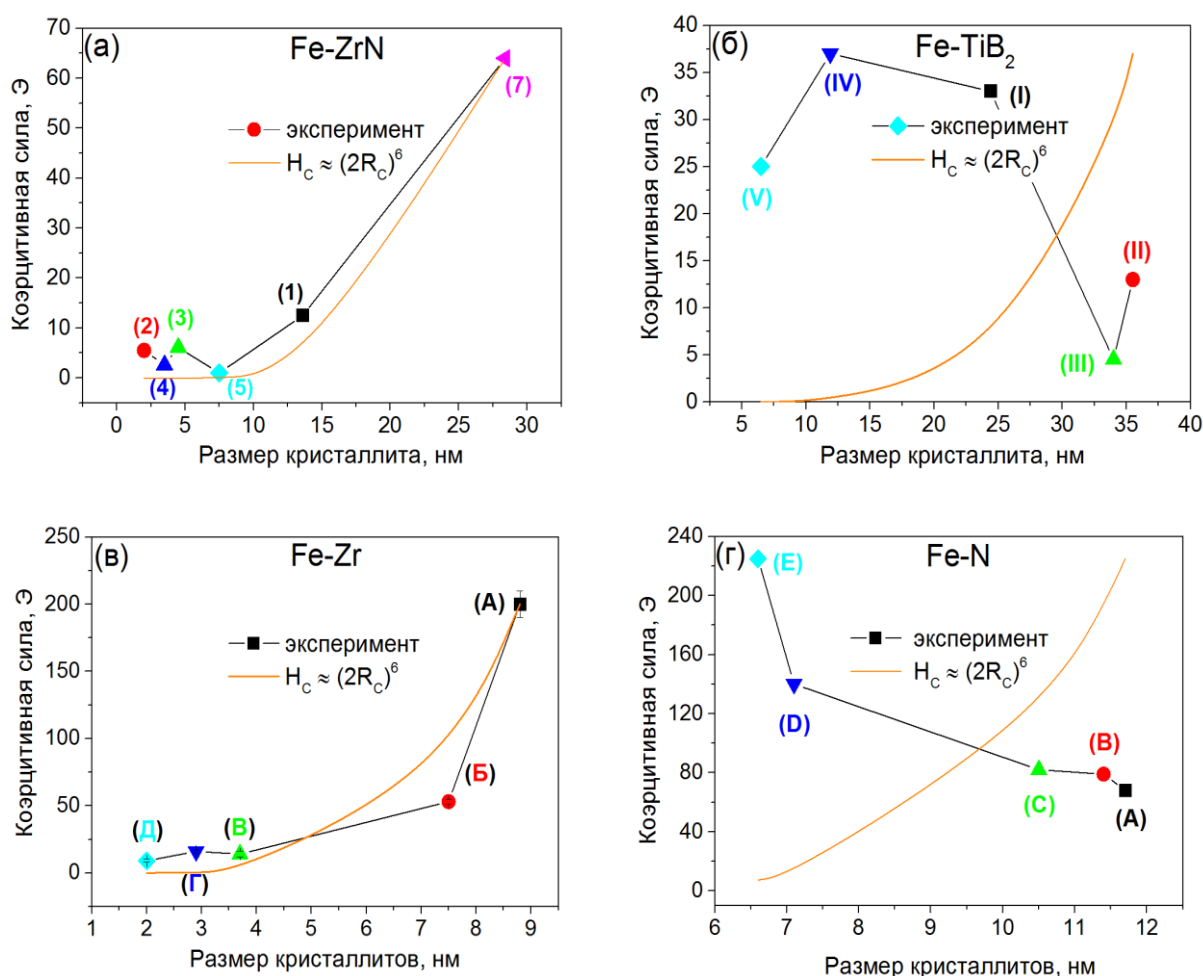 (а)
Fe-ZrN
Коэрцитивная сила, Э
70
60
50
40
30
20
10
0
(7)
эксперимент
H_C ≈ (2R_C)^6
(1)
(2)
(3)
(4)
(5)
0 5 10 15 20 25 30
Размер кристаллита, нм
(б)
Fe-TiB₂
Коэрцитивная сила, Э
40
35
30
25
20
15
10
5
0
(IV)
(I)
эксперимент
H_C ≈ (2R_C)^6
(V)
(II)
(III)
5 10 15 20 25 30 35 40
Размер кристаллита, нм
(в)
Fe-Zr
Коэрцитивная сила, Э
250
200
150
100
50
0
(А)
эксперимент
H_C ≈ (2R_C)^6
(Б)
(Д)
(В)
(Г)
1 2 3 4 5 6 7 8 9
Размер кристаллитов, нм
(г)
Fe-N
Коэрцитивная сила, Э
240
200
160
120
80
40
0
(E)
эксперимент
H_C ≈ (2R_C)^6
(D)
(B)
(C)
(A)
6 7 8 9 10 11 12
Размер кристаллитов, нм